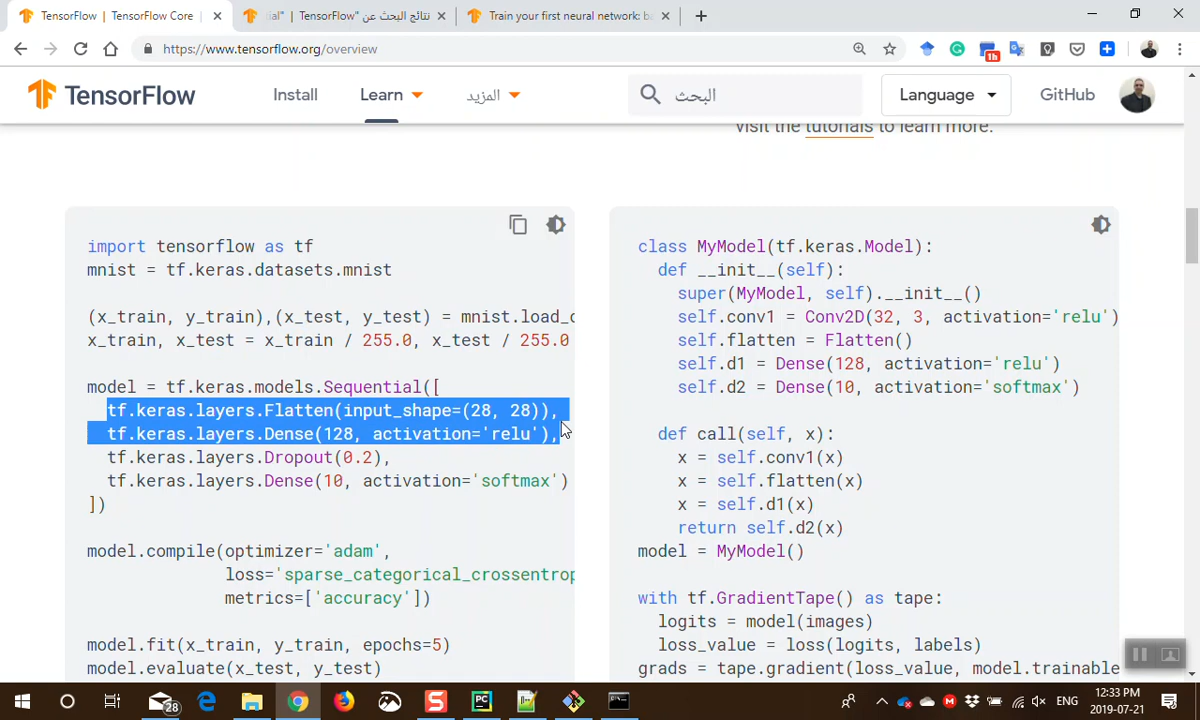 TensorFlow | TensorFlow Core
نتائج البحث عن "ial" | TensorFlow
Train your first neural network: ba
https://www.tensorflow.org/overview
1h
TensorFlow
Install
Learn
المزيد
البحث
Language
GitHub
visit the tutorials to learn more.
import tensorflow as tf
mnist = tf.keras.datasets.mnist
(x_train, y_train),(x_test, y_test) = mnist.load_d
x_train, x_test = x_train / 255.0, x_test / 255.0
model = tf.keras.models.Sequential([
tf.keras.layers.Flatten(input_shape=(28, 28)),
tf.keras.layers.Dense(128, activation='relu'),
tf.keras.layers.Dropout(0.2),
tf.keras.layers.Dense(10, activation='softmax')
])
model.compile(optimizer='adam',
loss='sparse_categorical_crossentrop
metrics=['accuracy'])
model.fit(x_train, y_train, epochs=5)
model.evaluate(x_test, y_test)
class MyModel(tf.keras.Model):
def __init__(self):
super(MyModel, self).__init__()
self.conv1 = Conv2D(32, 3, activation='relu')
self.flatten = Flatten()
self.d1 = Dense(128, activation='relu')
self.d2 = Dense(10, activation='softmax')
def call(self, x):
x = self.conv1(x)
x = self.flatten(x)
x = self.d1(x)
return self.d2(x)
model = MyModel()
with tf.GradientTape() as tape:
logits = model(images)
loss_value = loss(logits, labels)
grads = tape.gradient(loss_value, model.trainable
28
ENG
12:33 PM
2019-07-21